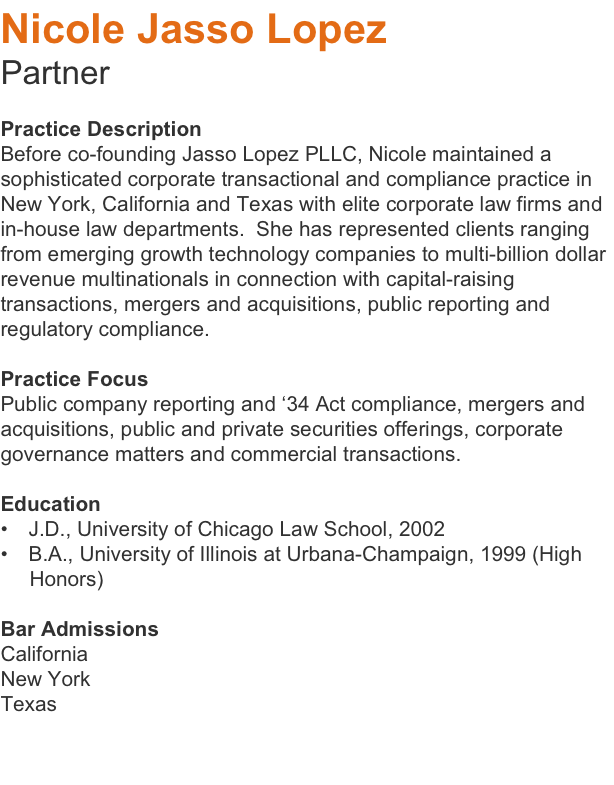 Nicole Jasso Lopez
Partner
Practice Description
Before co-founding Jasso Lopez PLLC, Nicole maintained a
sophisticated corporate transactional and compliance practice in
New York, California and Texas with elite corporate law firms and
in-house law departments.  She has represented clients ranging
from emerging growth technology companies to multi-billion dollar
revenue multinationals in connection with capital-raising
transactions, mergers and acquisitions, public reporting and
regulatory compliance.
Practice Focus
Public company reporting and ‘34 Act compliance, mergers and
acquisitions, public and private securities offerings, corporate
governance matters and commercial transactions.
Education
• J.D., University of Chicago Law School, 2002
• B.A., University of Illinois at Urbana-Champaign, 1999 (High
Honors)
Bar Admissions
California
New York
Texas